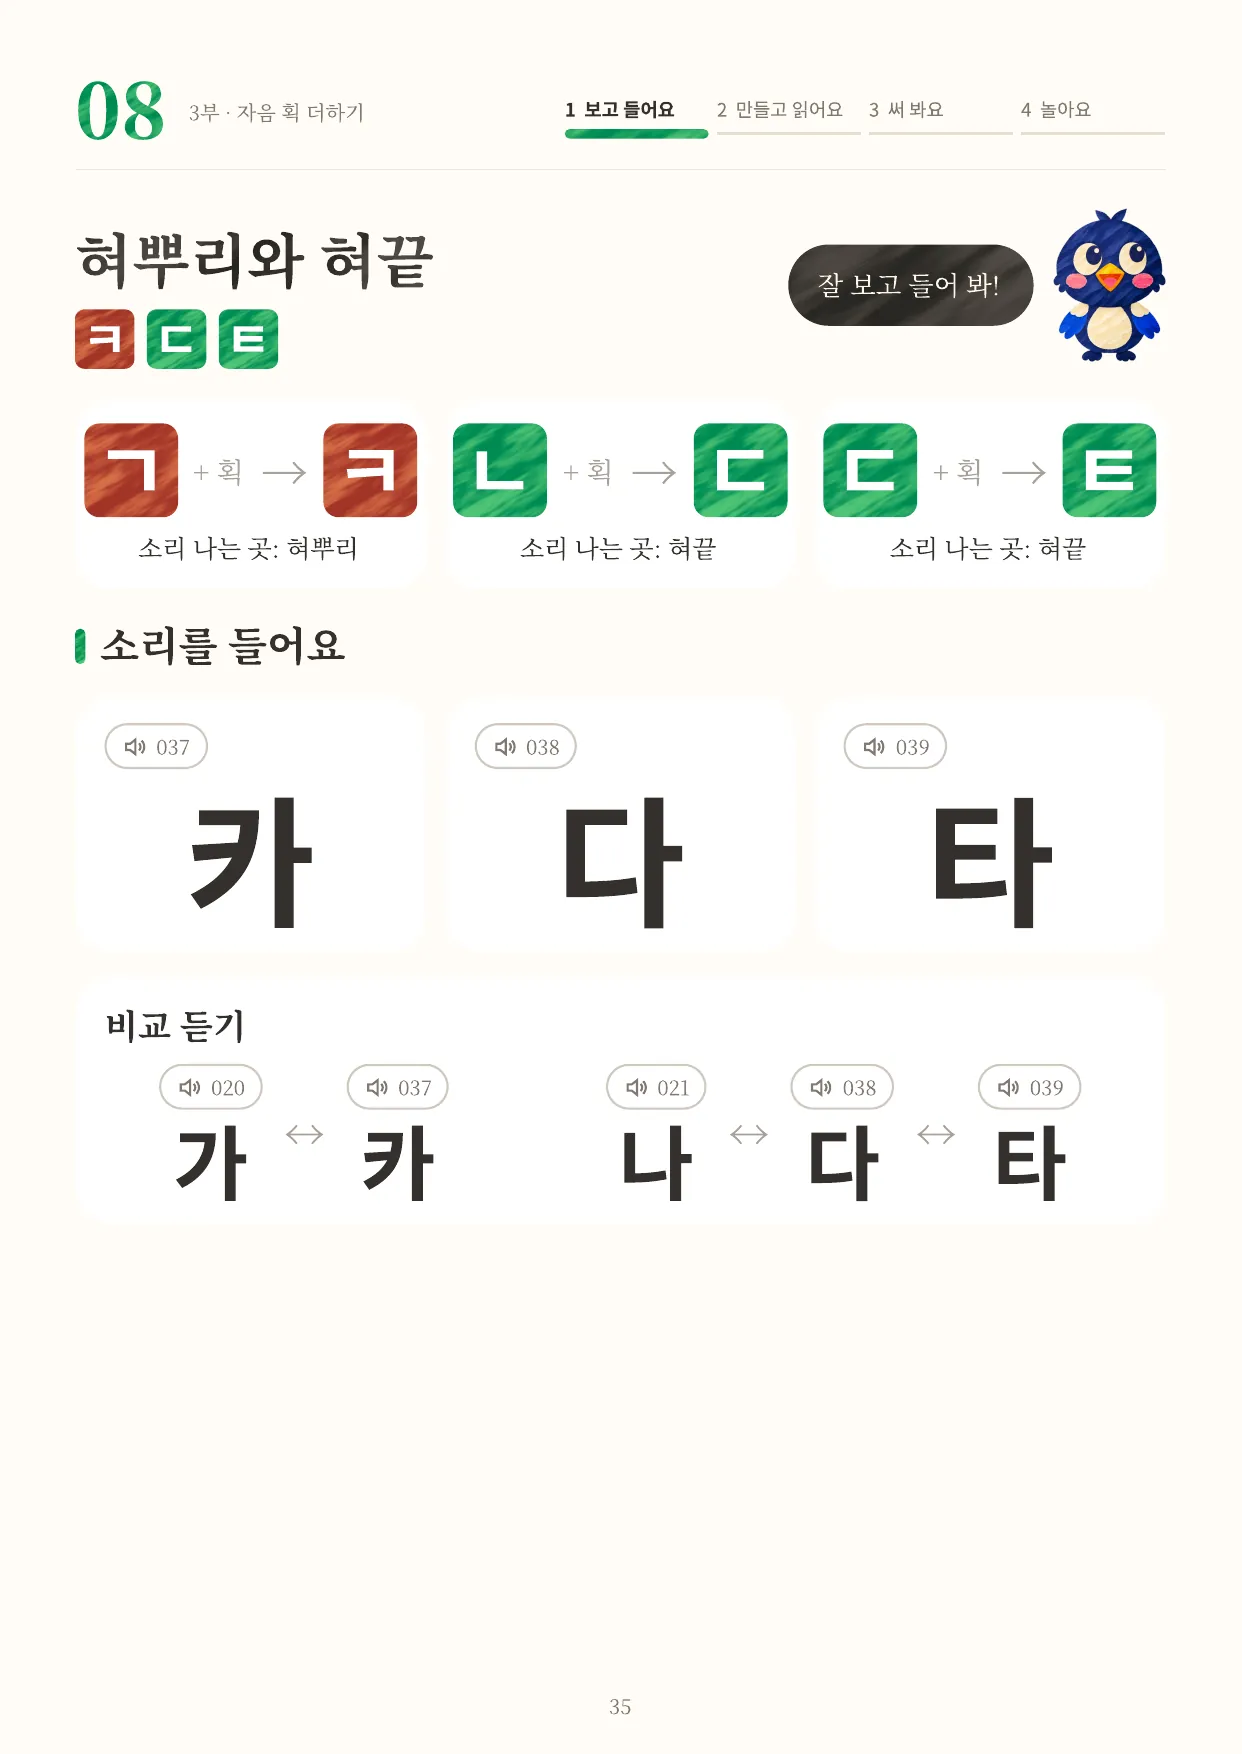 08 3부 · 자음 획 더하기
1 보고 들어요 2 만들고 읽어요 3 써 봐요 4 놀아요
혀뿌리와 혀끝
잘 보고 들어 봐!
ㅋ ㄷ ㅌ
ㄱ + 획 → ㅋ
소리 나는 곳: 혀뿌리
ㄴ + 획 → ㄷ
소리 나는 곳: 혀끝
ㄷ + 획 → ㅌ
소리 나는 곳: 혀끝
소리를 들어요
037
카
038
다
039
타
비교 듣기
020 037 021 038 039
가 ↔ 카 나 ↔ 다 ↔ 타
35